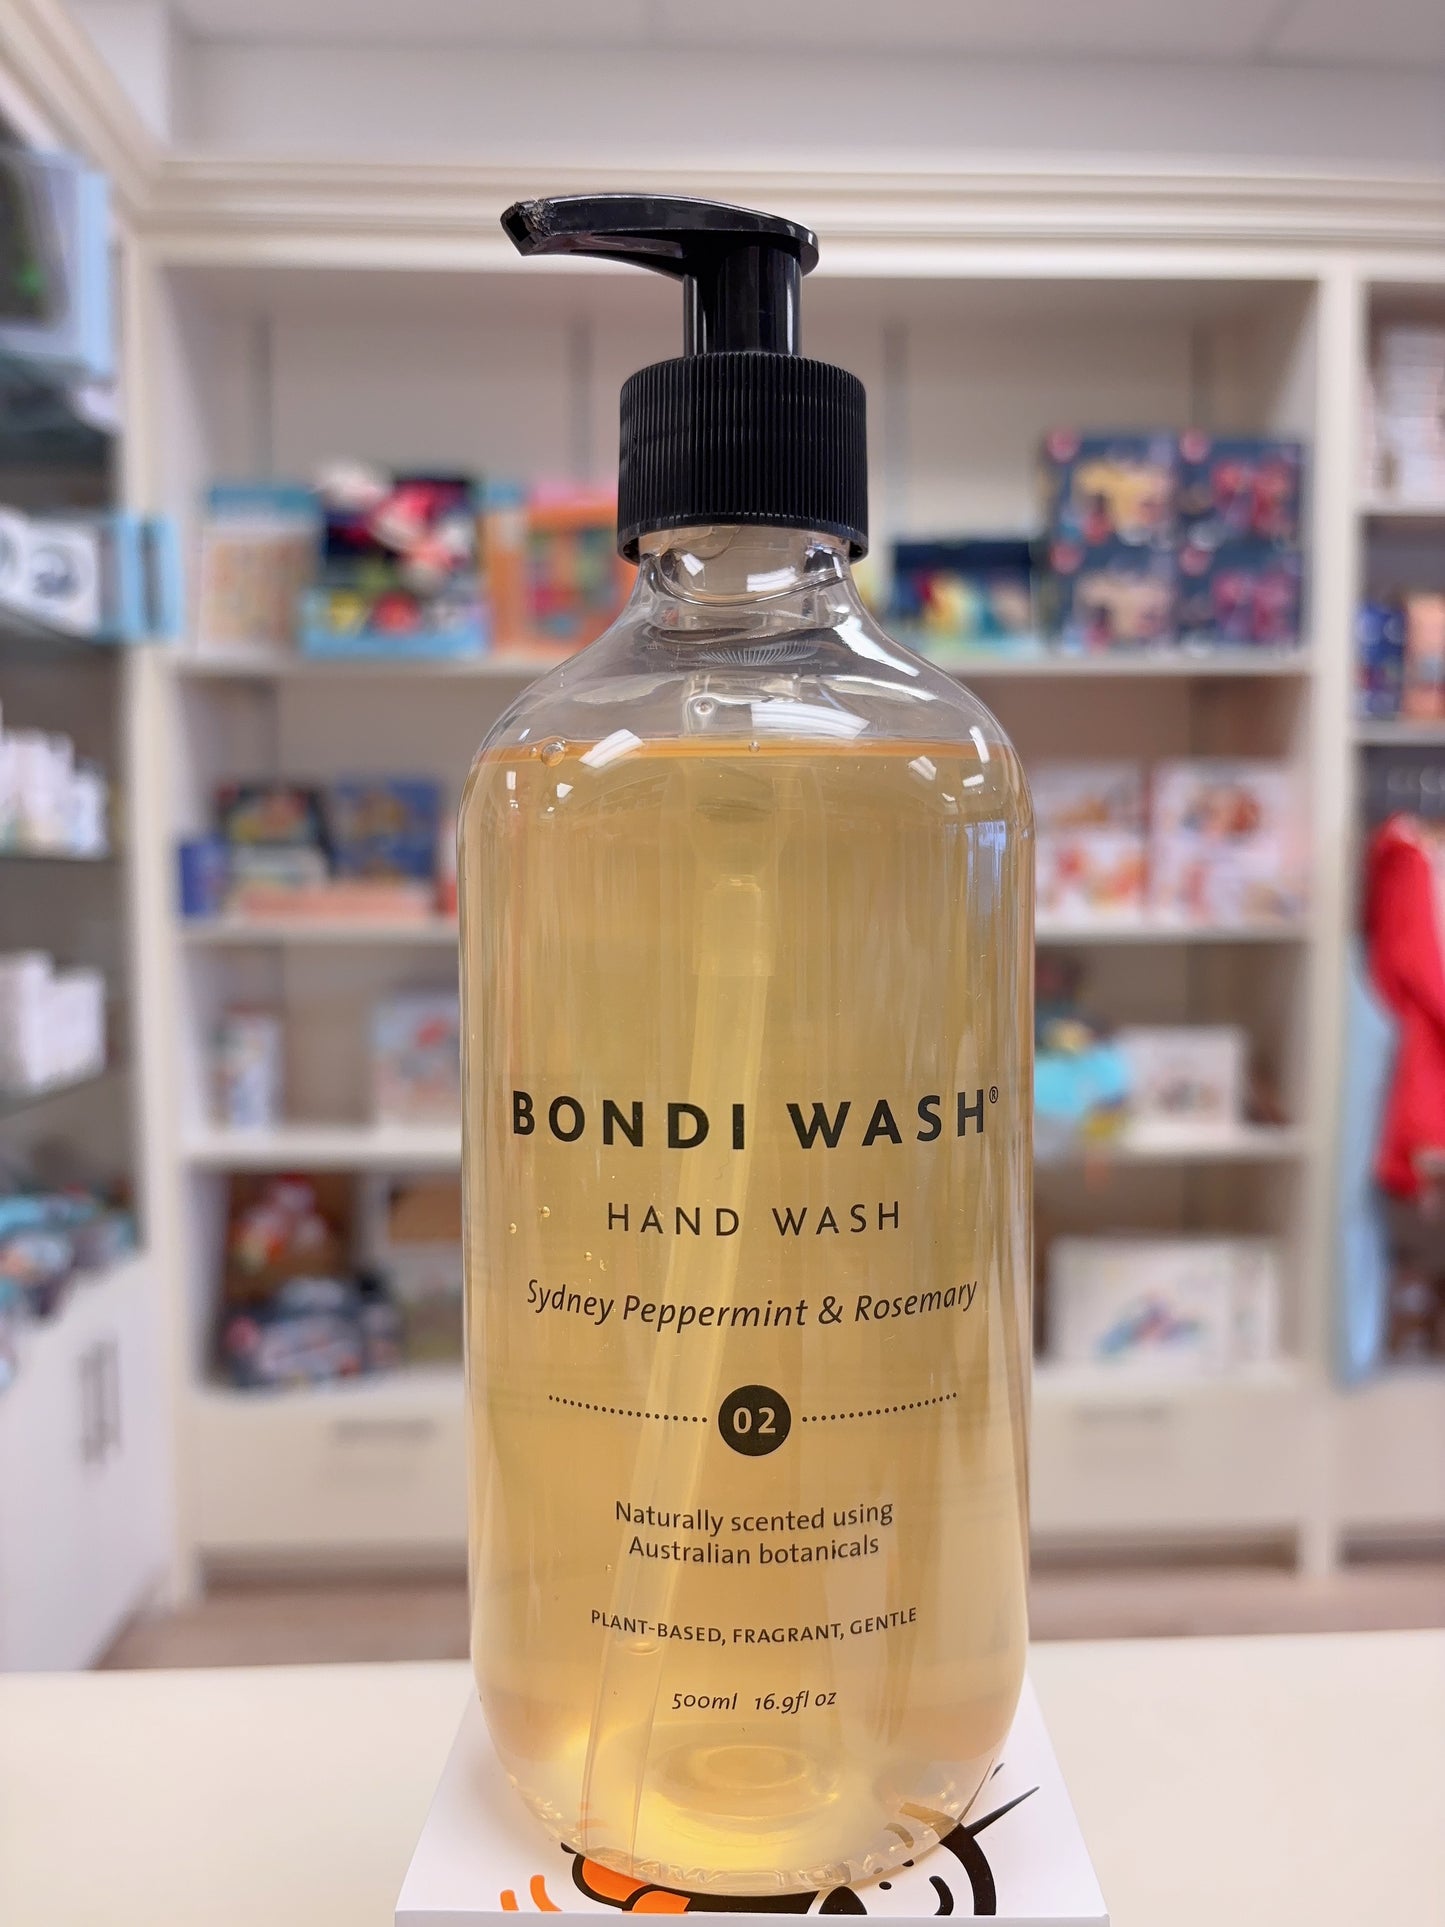 BONDI WASH®
HAND WASH
Sydney Peppermint & Rosemary
02
Naturally scented using
Australian botanicals
PLANT-BASED, FRAGRANT, GENTLE
500ml 16.9fl oz